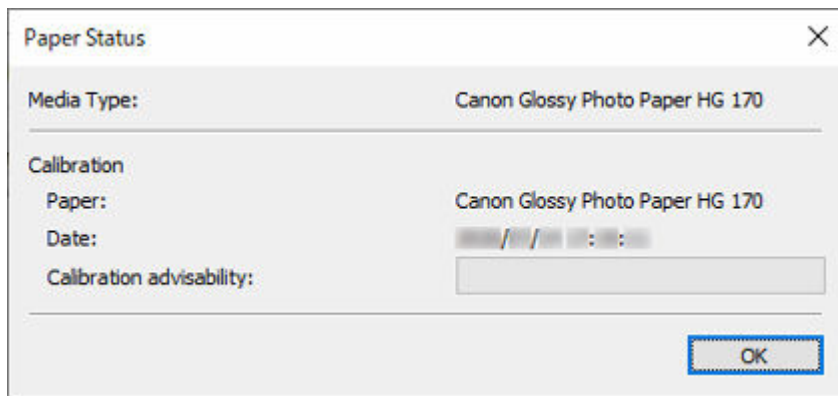 Paper Status
Media Type: Canon Glossy Photo Paper HG 170
Calibration
Paper: Canon Glossy Photo Paper HG 170
Date:
Calibration advisability:
OK